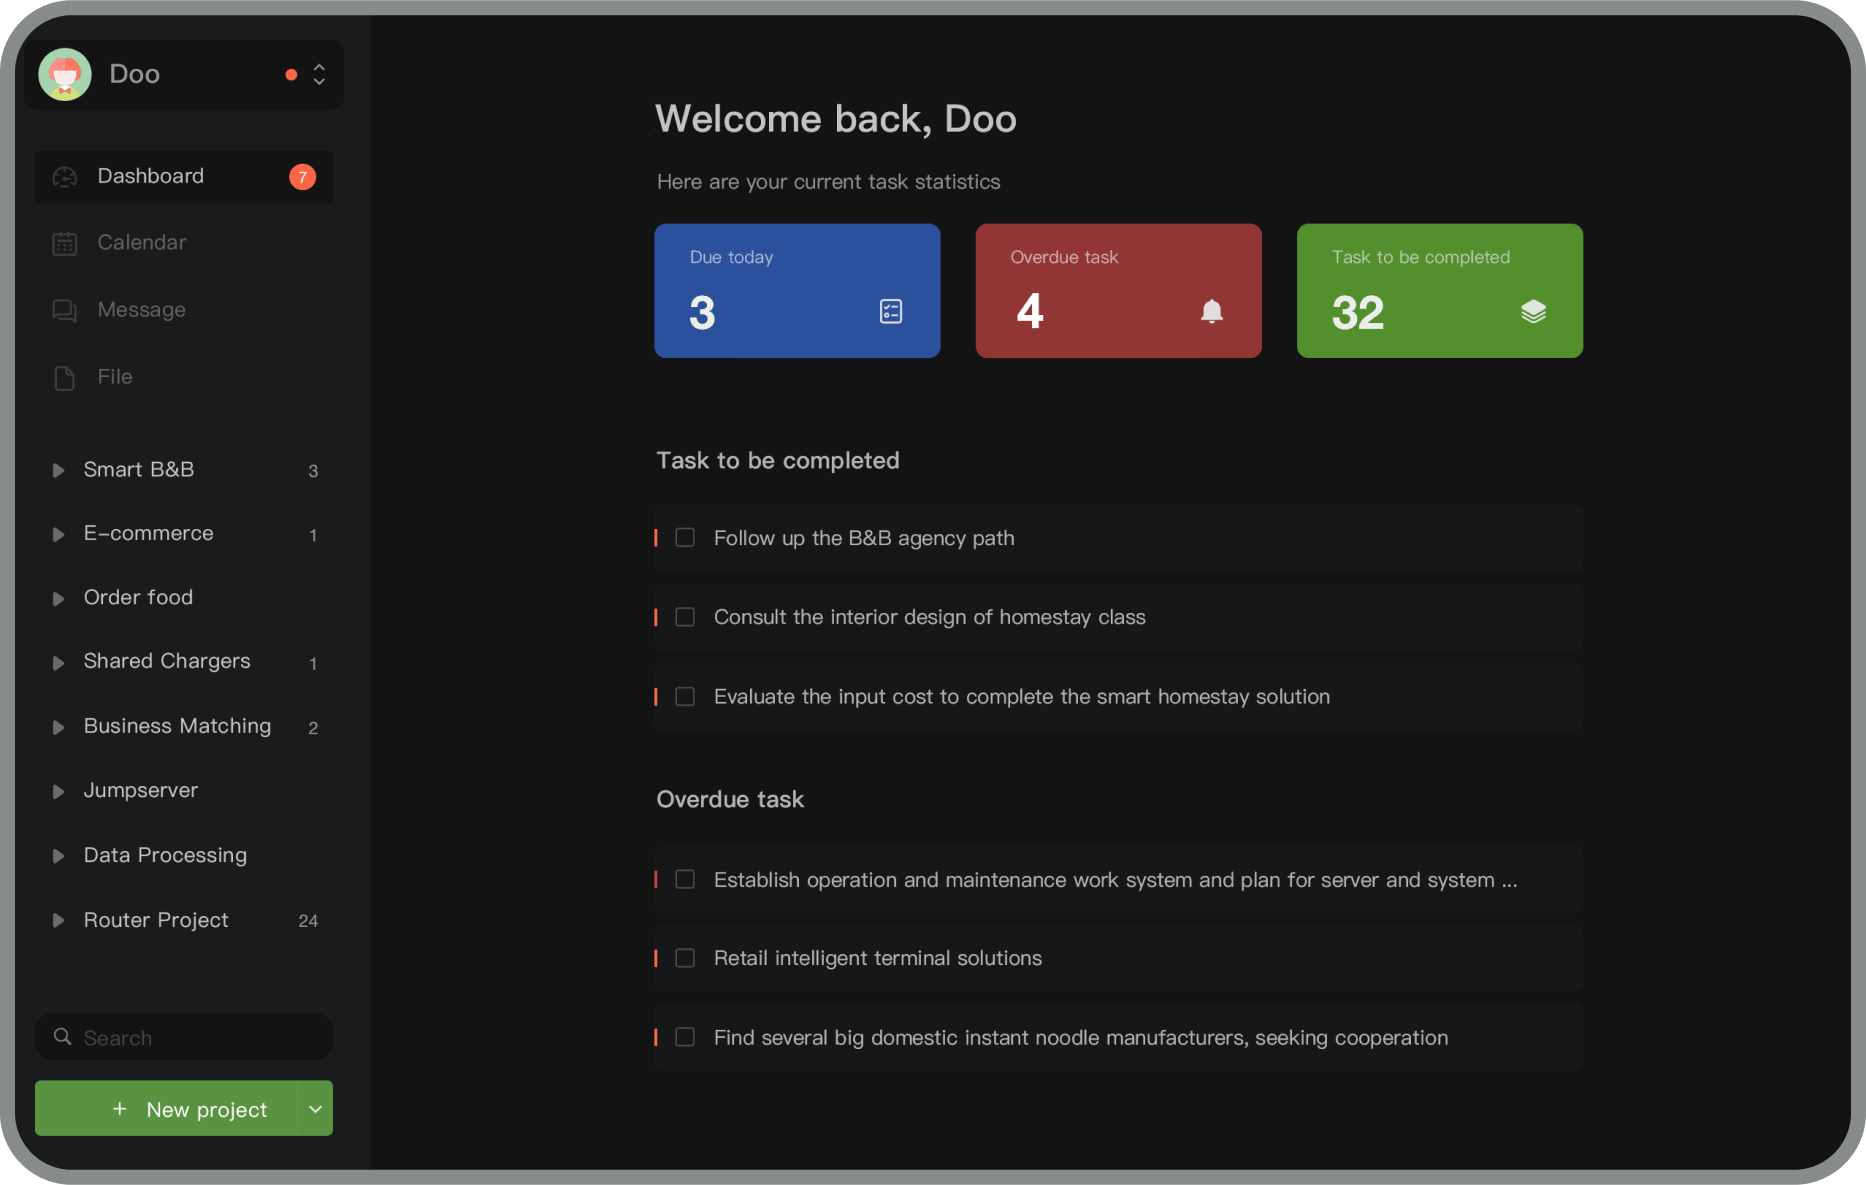 Doo
Dashboard 7
Calendar
Message
File
Smart B&B 3
E-commerce 1
Order food
Shared Chargers 1
Business Matching 2
Jumpserver
Data Processing
Router Project 24
Search
+ New project
Welcome back, Doo
Here are your current task statistics
Due today
3
Overdue task
4
Task to be completed
32
Task to be completed
Follow up the B&B agency path
Consult the interior design of homestay class
Evaluate the input cost to complete the smart homestay solution
Overdue task
Establish operation and maintenance work system and plan for server and system ...
Retail intelligent terminal solutions
Find several big domestic instant noodle manufacturers, seeking cooperation